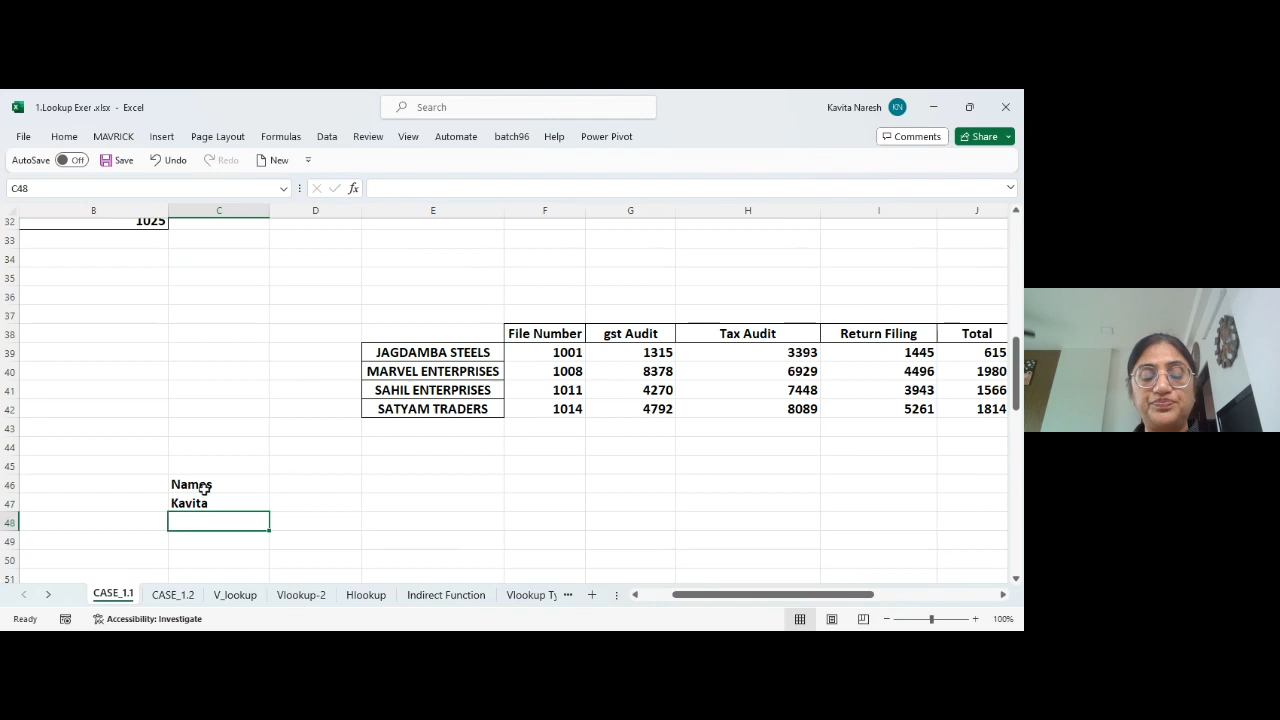 1.Lookup Exer .xlsx - Excel
Search
Kavita Naresh KN
File Home MAVRICK Insert Page Layout Formulas Data Review View Automate batch96 Help Power Pivot Comments Share
AutoSave Off Save Undo Redo New
C48 fx
B C D E F G H I J
32 1025
33
34
35
36
37
38 File Number gst Audit Tax Audit Return Filing Total
39 JAGDAMBA STEELS 1001 1315 3393 1445 615
40 MARVEL ENTERPRISES 1008 8378 6929 4496 1980
41 SAHIL ENTERPRISES 1011 4270 7448 3943 1566
42 SATYAM TRADERS 1014 4792 8089 5261 1814
43
44
45
46 Names
47 Kavita
48
49
50
51
CASE_1.1 CASE_1.2 V_lookup Vlookup-2 Hlookup Indirect Function Vlookup Ty ...
Ready Accessibility: Investigate 100%